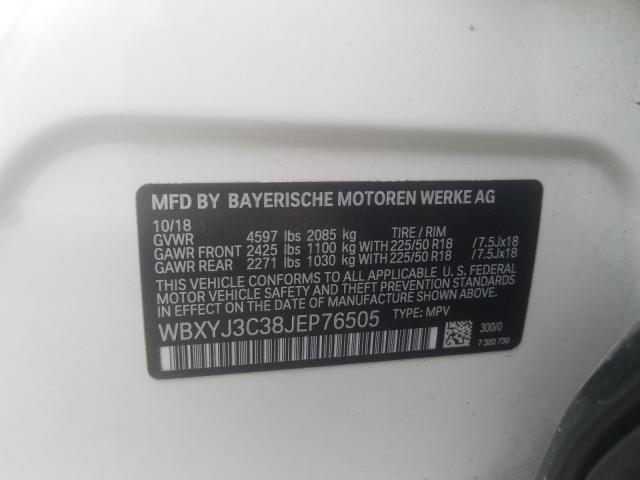 MFD BY BAYERISCHE MOTOREN WERKE AG
10/18
GVWR 4597 lbs 2085 kg TIRE / RIM
GAWR FRONT 2425 lbs 1100 kg WITH 225/50 R18 /7.5Jx18
GAWR REAR 2271 lbs 1030 kg WITH 225/50 R18 /7.5Jx18
THIS VEHICLE CONFORMS TO ALL APPLICABLE U. S. FEDERAL
MOTOR VEHICLE SAFETY, BUMPER, AND THEFT PREVENTION STANDARDS
IN EFFECT ON THE DATE OF MANUFACTURE SHOWN ABOVE.
WBXYJ3C38JEP76505 TYPE: MPV
300/0
7 320 730